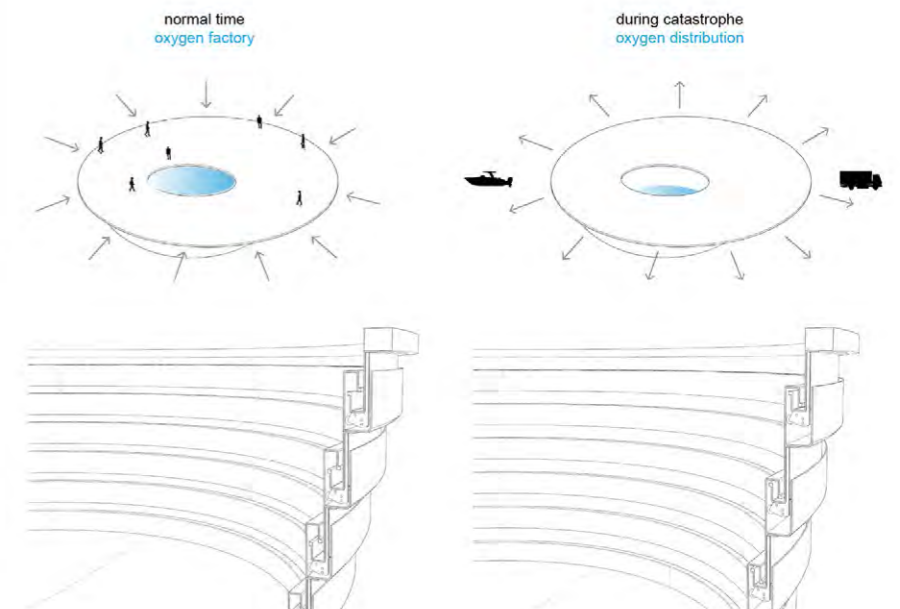 normal time
oxygen factory
during catastrophe
oxygen distribution